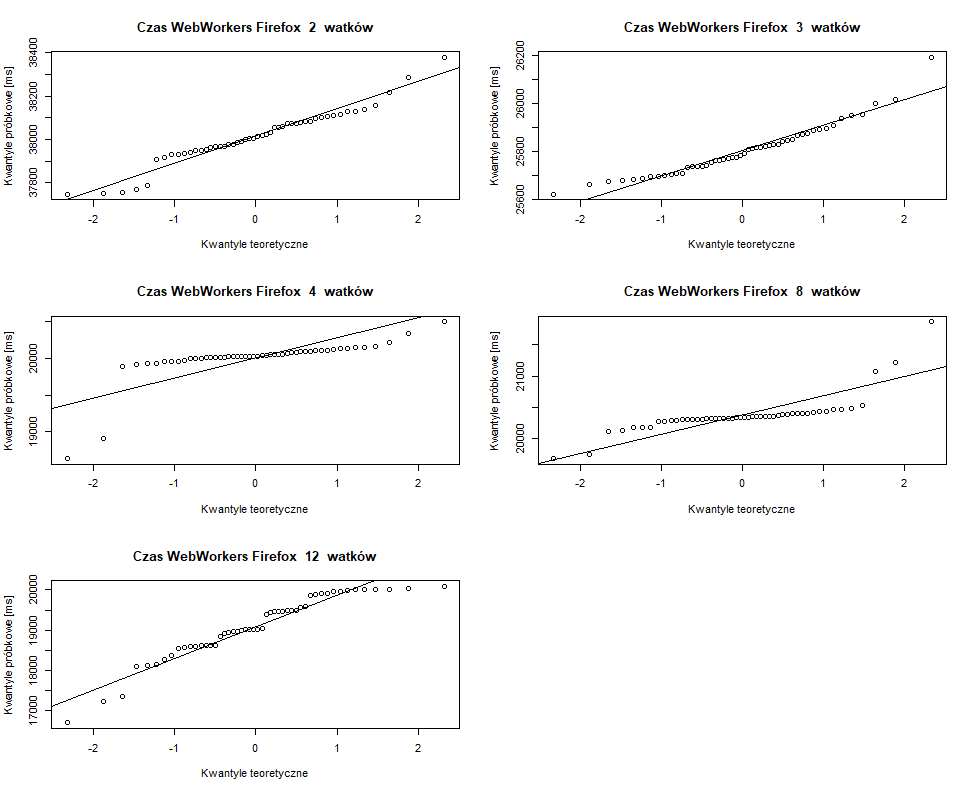 Czas WebWorkers Firefox  2  watków
Kwantyle próbkowe [ms]
37800 38000 38200 38400
-2 -1 0 1 2
Kwantyle teoretyczne
Czas WebWorkers Firefox  3  watków
Kwantyle próbkowe [ms]
25600 25800 26000 26200
-2 -1 0 1 2
Kwantyle teoretyczne
Czas WebWorkers Firefox  4  watków
Kwantyle próbkowe [ms]
19000 20000
-2 -1 0 1 2
Kwantyle teoretyczne
Czas WebWorkers Firefox  8  watków
Kwantyle próbkowe [ms]
20000 21000
-2 -1 0 1 2
Kwantyle teoretyczne
Czas WebWorkers Firefox  12  watków
Kwantyle próbkowe [ms]
17000 18000 19000 20000
-2 -1 0 1 2
Kwantyle teoretyczne